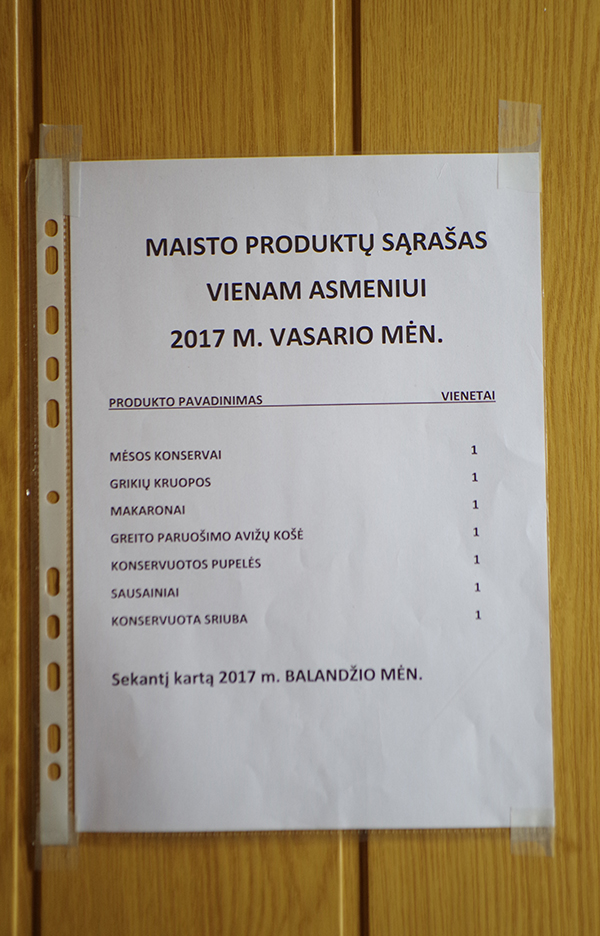 MAISTO PRODUKTŲ SĄRAŠAS
VIENAM ASMENIUI
2017 M. VASARIO MĖN.
PRODUKTO PAVADINIMAS VIENETAI
MĖSOS KONSERVAI 1
GRIKIŲ KRUOPOS 1
MAKARONAI 1
GREITO PARUOŠIMO AVIŽŲ KOŠĖ 1
KONSERVUOTOS PUPELĖS 1
SAUSAINIAI 1
KONSERVUOTA SRIUBA 1
Sekantį kartą 2017 m. BALANDŽIO MĖN.